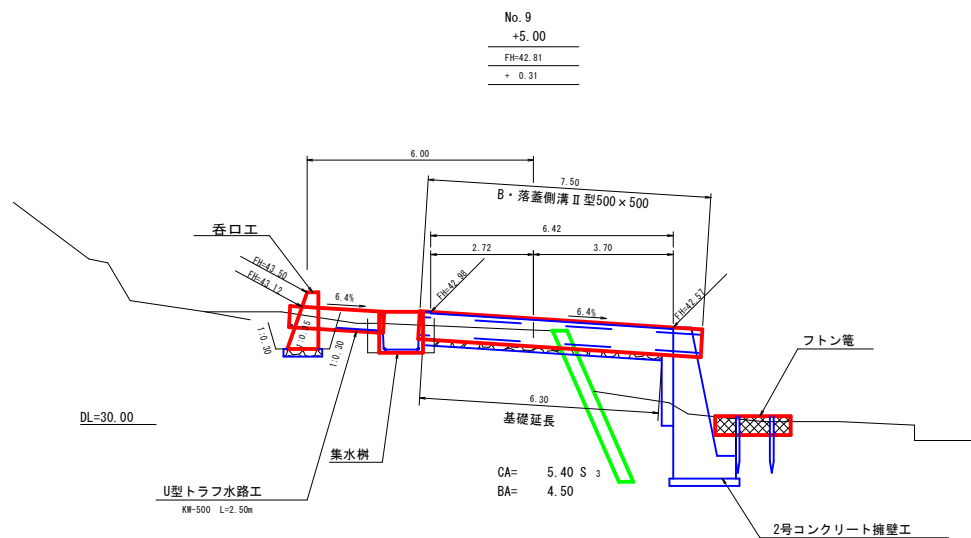 No. 9
+5.00
FH=42.81
+ 0.31
6.00
7.50
B・落蓋側溝Ⅱ型500×500
6.42
2.72
3.70
呑口工
FH=43.50
FH=43.12
6.4%
FH=42.98
6.4%
FH=42.57
1:0.30
1:0.15
1:0.30
フトン篭
DL=30.00
6.30
基礎延長
集水桝
CA= 5.40 S 3
BA= 4.50
U型トラフ水路工
KW-500 L=2.50m
2号コンクリート擁壁工